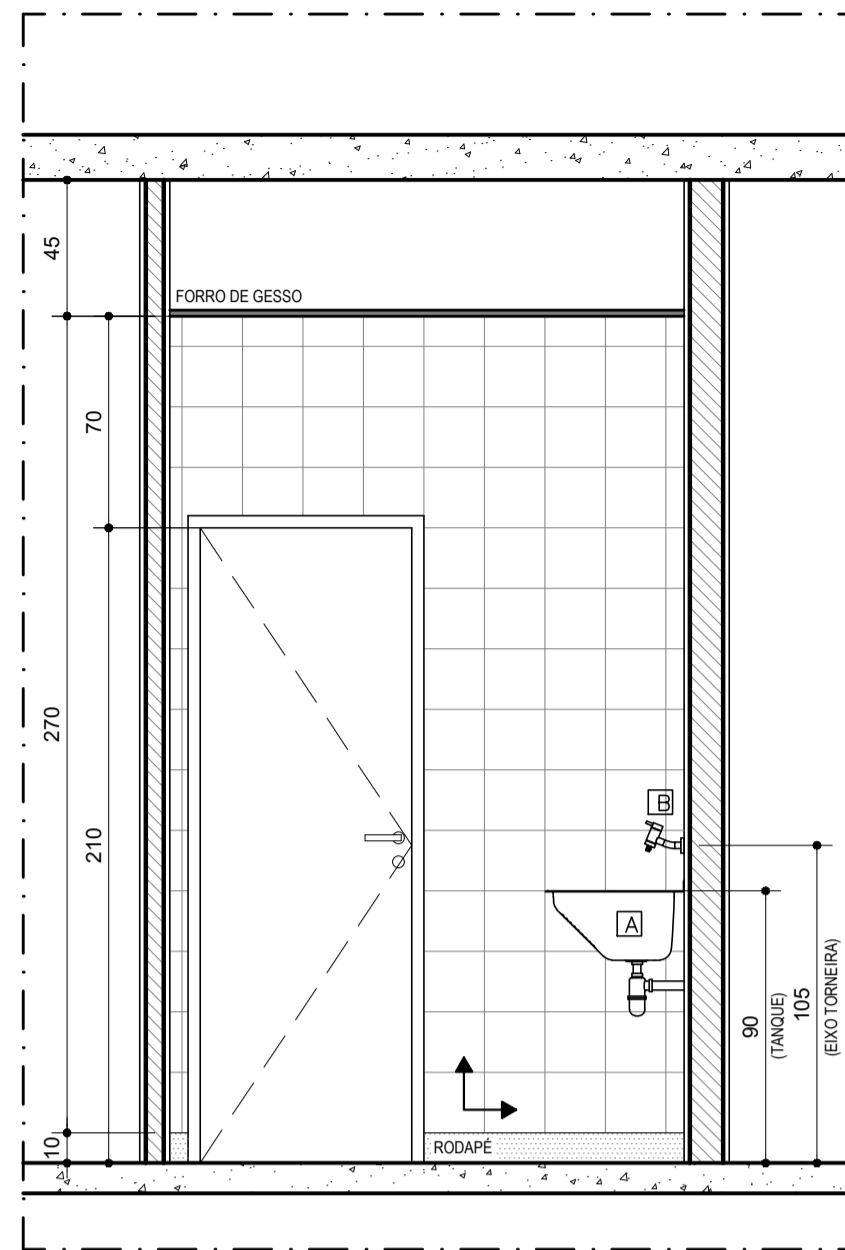 45
FORRO DE GESSO
70
270
210
B
A
90
(TANQUE)
105
(EIXO TORNEIRA)
10
RODAPÉ